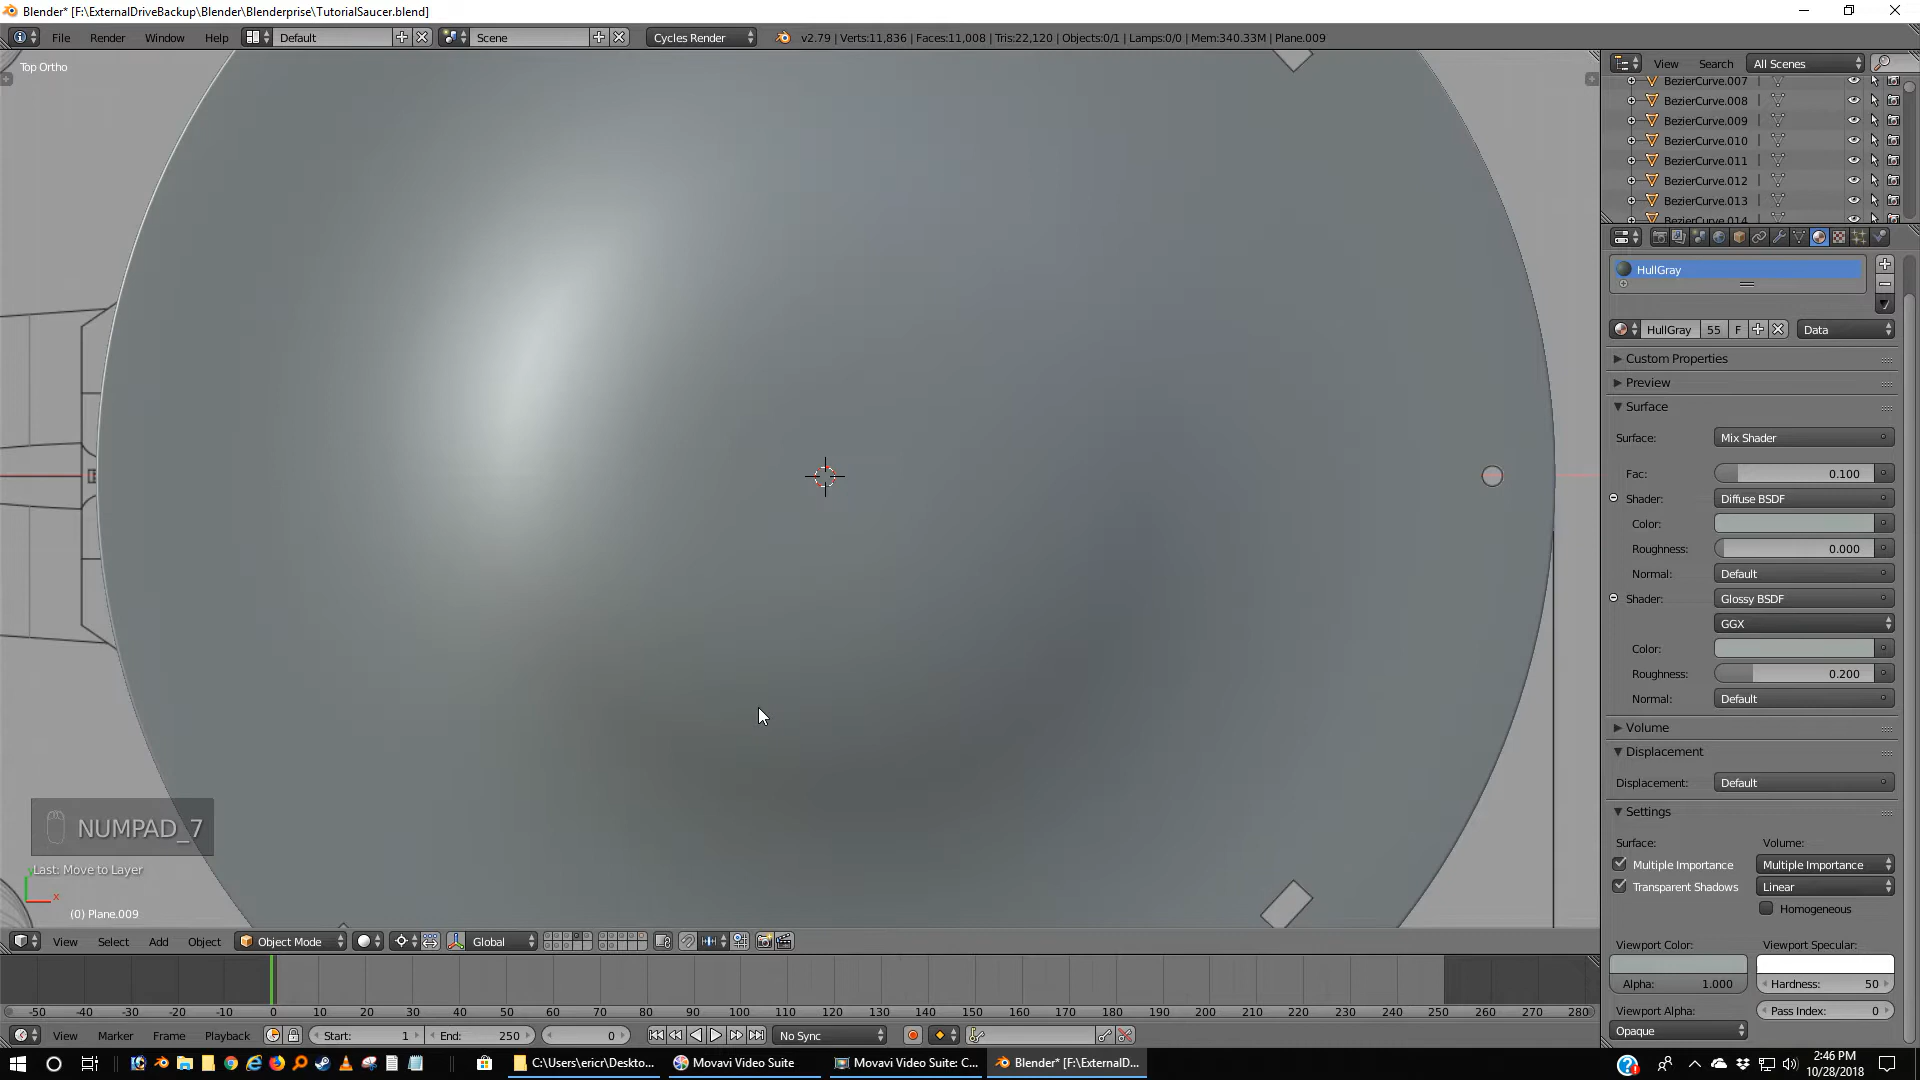 Blender* [F:\ExternalDriveBackup\Blender\Blenderprise\TutorialSaucer.blend]
File Render Window Help Default Scene Cycles Render v2.79 | Verts:11,836 | Faces:11,008 | Tris:22,120 | Objects:0/1 | Lamps:0/0 | Mem:340.33M | Plane.009
Top Ortho
View Search All Scenes
BezierCurve.007
BezierCurve.008
BezierCurve.009
BezierCurve.010
BezierCurve.011
BezierCurve.012
BezierCurve.013
BezierCurve.014
HullGray
HullGray 55 F Data
Custom Properties
Preview
Surface
Surface: Mix Shader
Fac: 0.100
Shader: Diffuse BSDF
Color:
Roughness: 0.000
Normal: Default
Shader: Glossy BSDF
GGX
Color:
Roughness: 0.200
Normal: Default
Volume
Displacement
Displacement: Default
Settings
Surface: Volume:
Multiple Importance Multiple Importance
Transparent Shadows Linear
Homogeneous
Viewport Color: Viewport Specular:
Alpha: 1.000 Hardness: 50
Viewport Alpha: Pass Index: 0
Opaque
NUMPAD_7
Last: Move to Layer
y
x
(0) Plane.009
View Select Add Object Object Mode Global
-50 -40 -30 -20 -10 0 10 20 30 40 50 60 70 80 90 100 110 120 130 140 150 160 170 180 190 200 210 220 230 240 250 260 270 280
View Marker Frame Playback Start: 1 End: 250 0 No Sync
C:\Users\ericr\Deskto... Movavi Video Suite Movavi Video Suite: C... Blender* [F:\ExternalD...
2:46 PM
10/28/2018